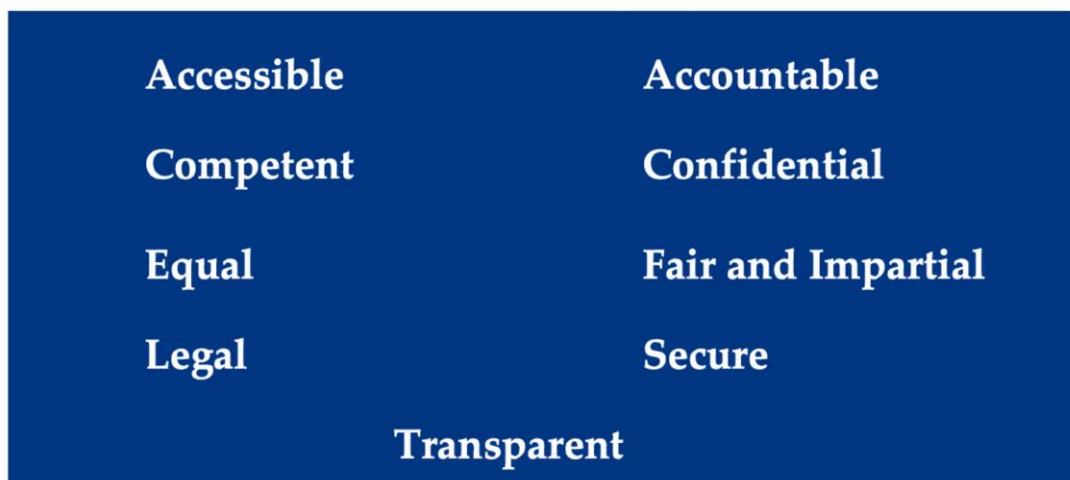 Accessible Accountable
Competent Confidential
Equal Fair and Impartial
Legal Secure
Transparent